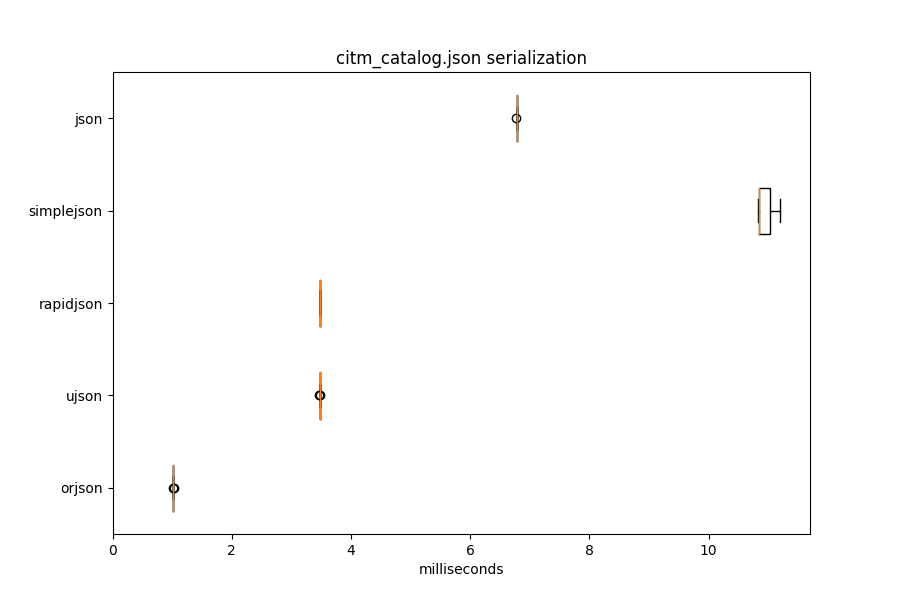 citm_catalog.json serialization
json
simplejson
rapidjson
ujson
orjson
0 2 4 6 8 10
milliseconds